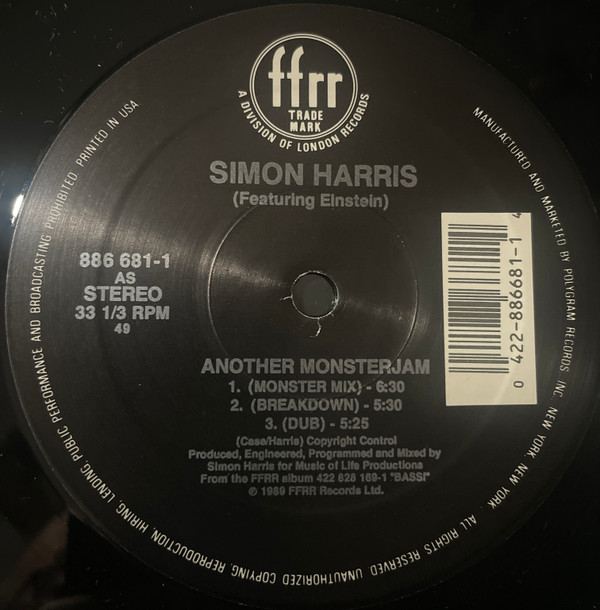 ffrr
TRADE
MARK
A DIVISION OF LONDON RECORDS
SIMON HARRIS
(Featuring Einstein)
886 681-1
AS
STEREO
33 1/3 RPM
49
0 422-886681-1 4
ANOTHER MONSTERJAM
1. (MONSTER MIX) - 6:30
2. (BREAKDOWN) - 5:30
3. (DUB) - 5:25
(Case/Harris) Copyright Control
Produced, Engineered, Programmed and Mixed by
Simon Harris for Music of Life Productions
From the FFRR album 422 828 169-1 "BASS!"
© 1989 FFRR Records Ltd.
MANUFACTURED AND MARKETED BY POLYGRAM RECORDS INC. NEW YORK, NEW YORK. ALL RIGHTS RESERVED. UNAUTHORIZED COPYING, REPRODUCTION, HIRING, LENDING, PUBLIC PERFORMANCE AND BROADCASTING PROHIBITED. PRINTED IN USA